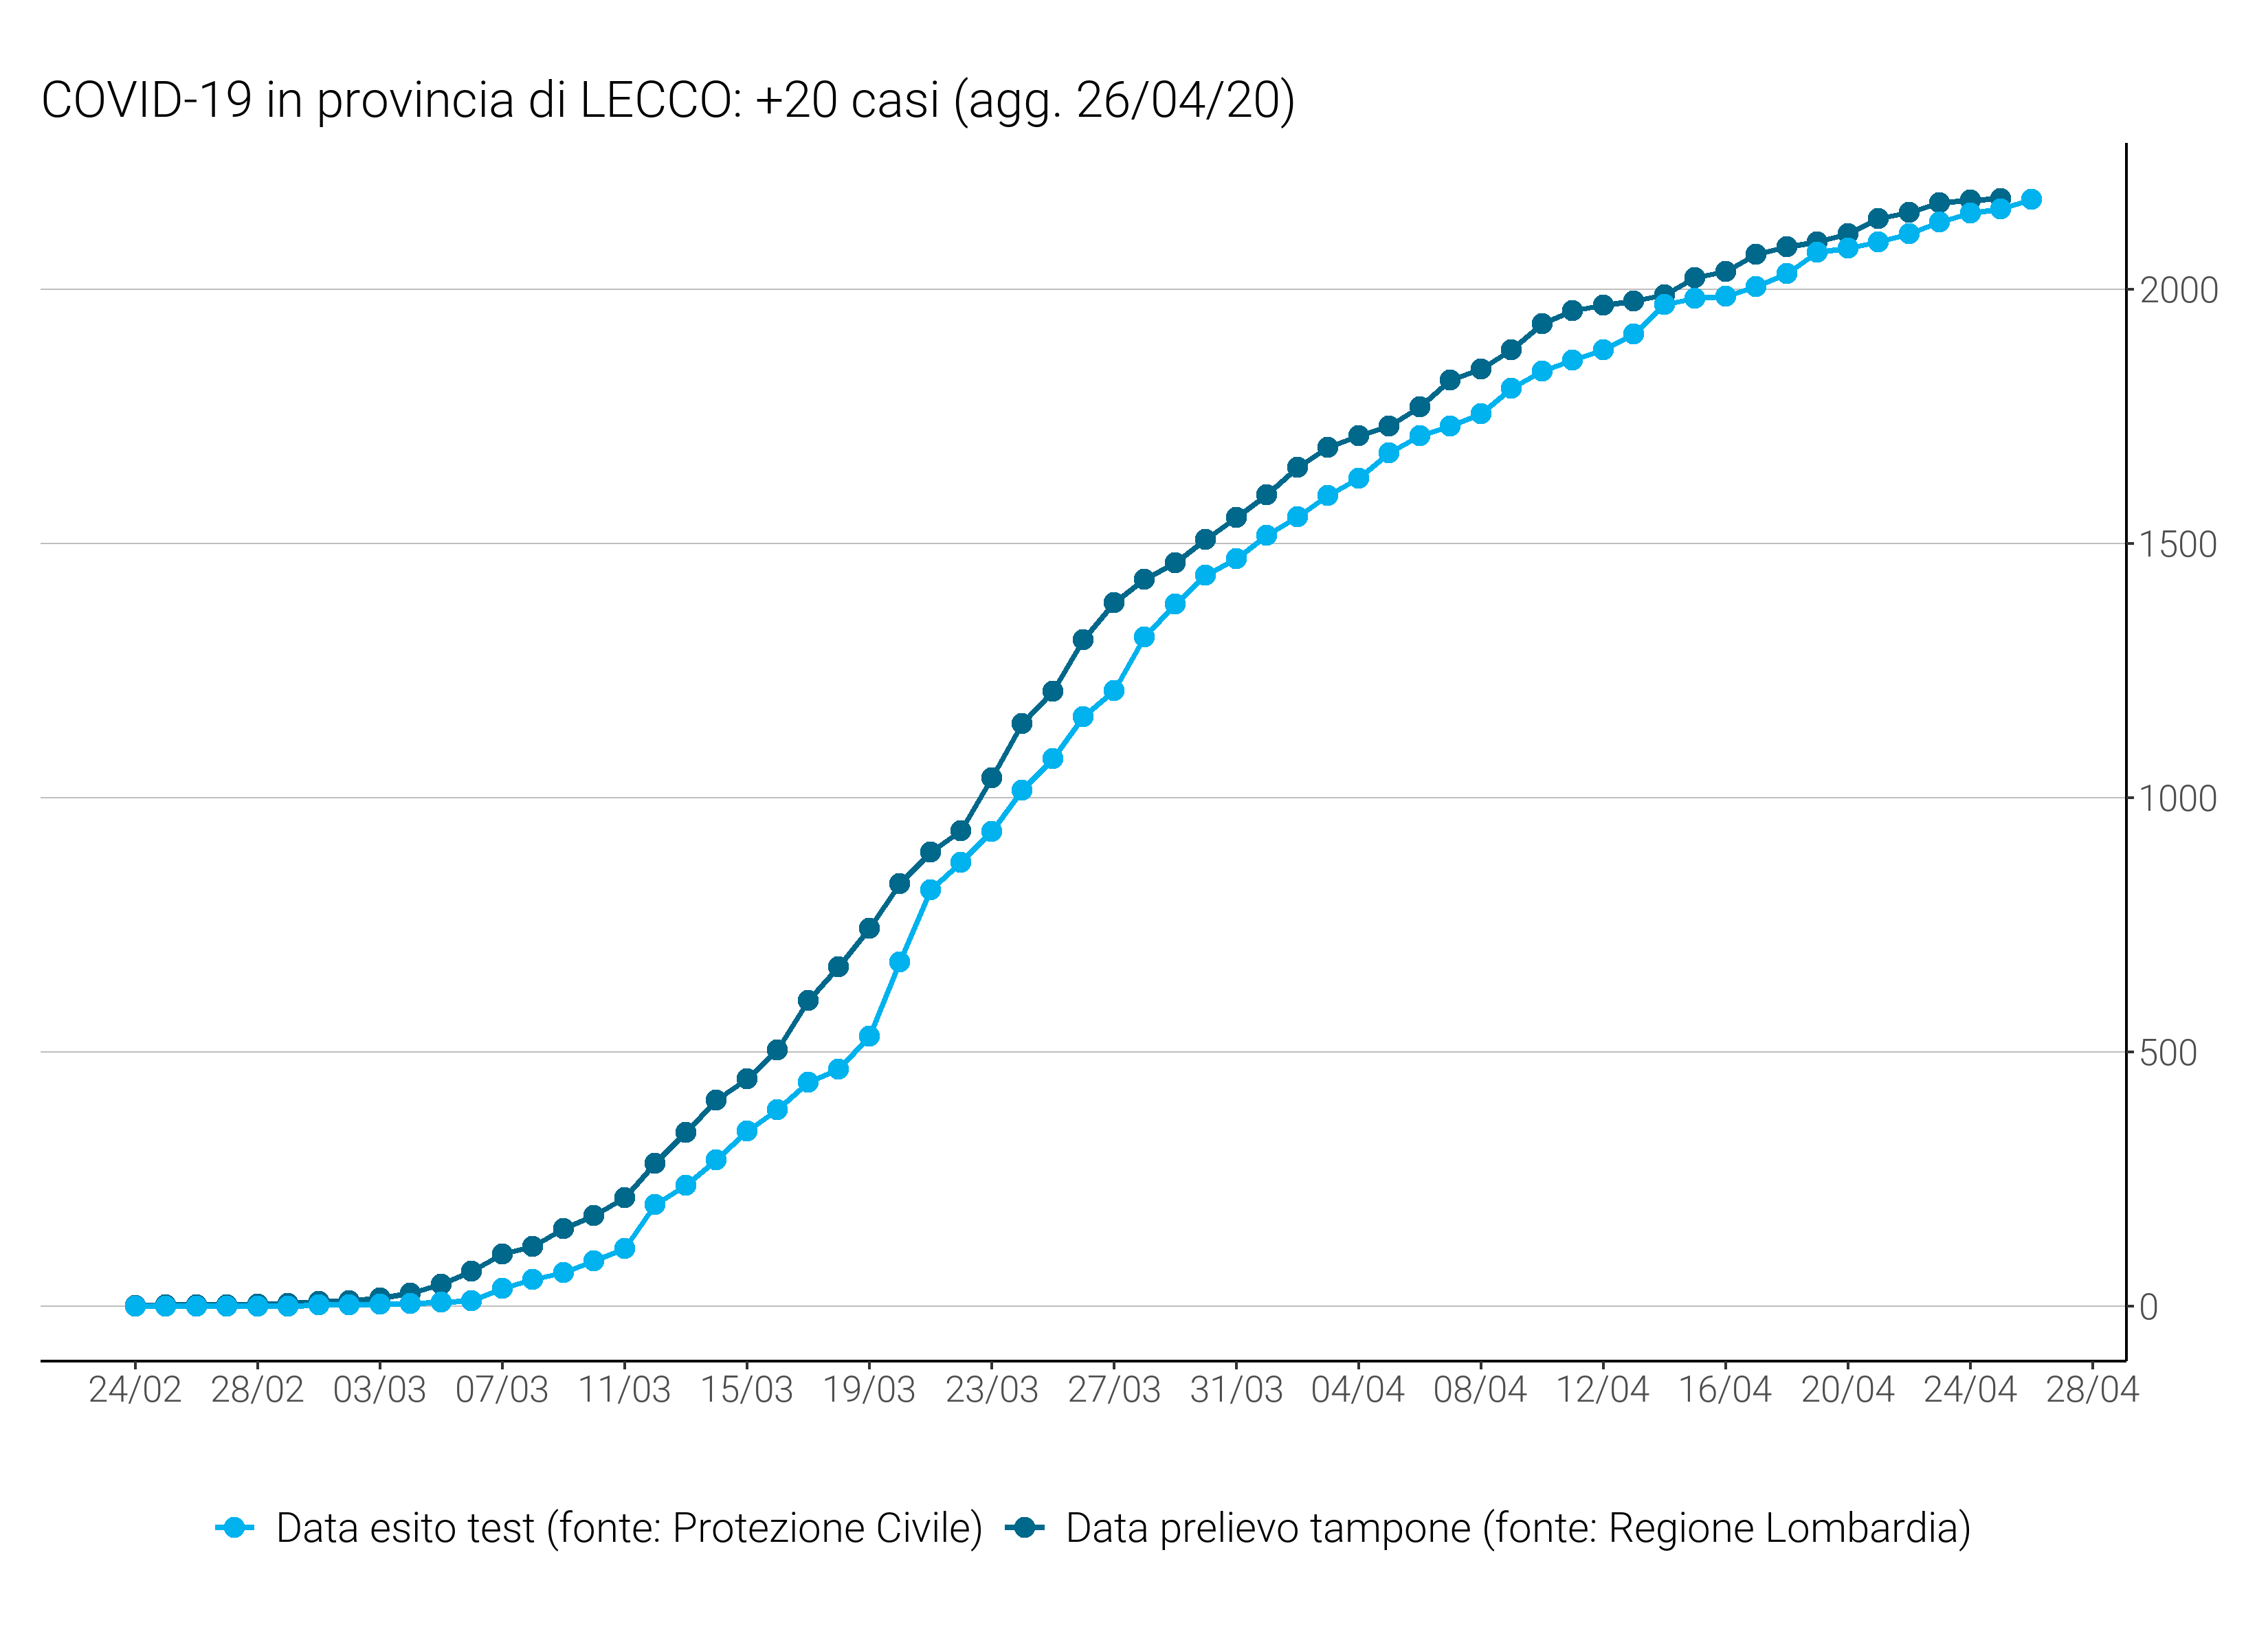 COVID-19 in provincia di LECCO: +20 casi (agg. 26/04/20)
2000
1500
1000
500
0
24/02 28/02 03/03 07/03 11/03 15/03 19/03 23/03 27/03 31/03 04/04 08/04 12/04 16/04 20/04 24/04 28/04
Data esito test (fonte: Protezione Civile) Data prelievo tampone (fonte: Regione Lombardia)